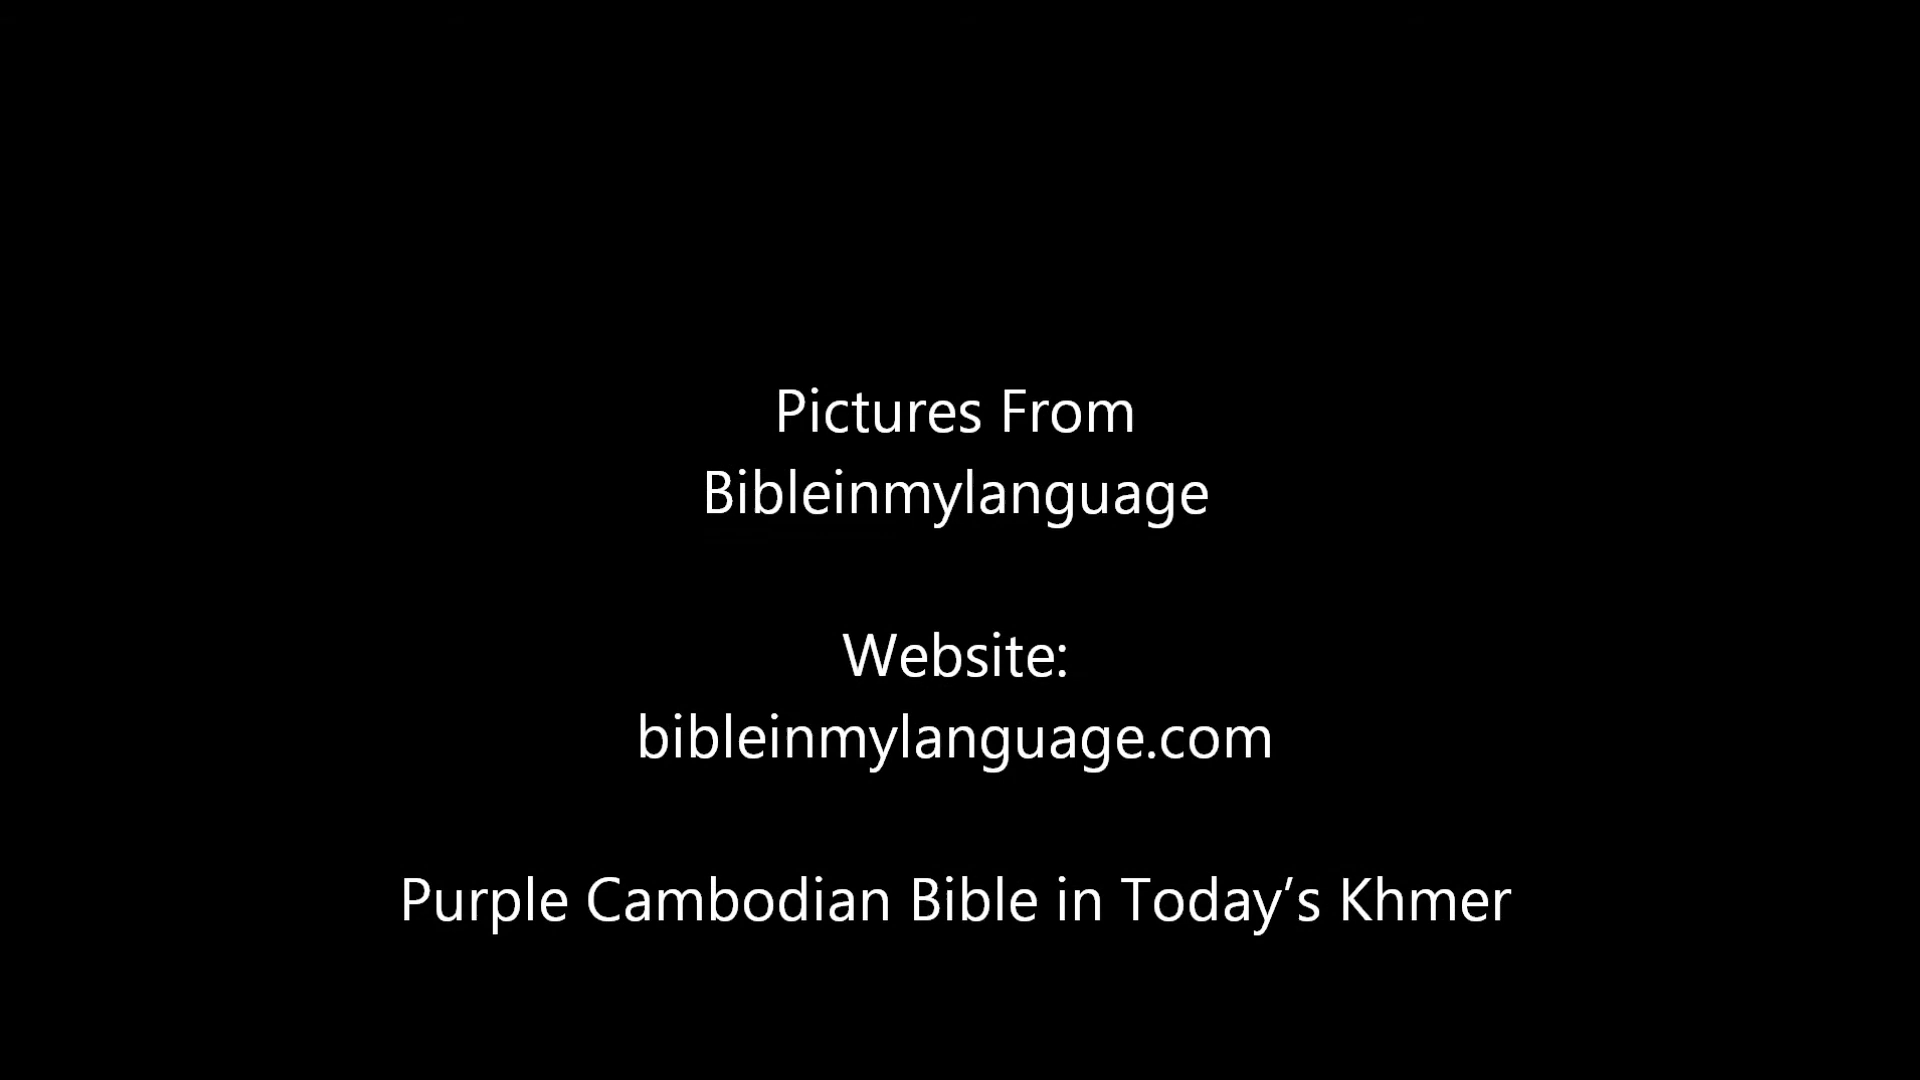 Pictures From
Bibleinmylanguage
Website:
bibleinmylanguage.com
Purple Cambodian Bible in Today’s Khmer